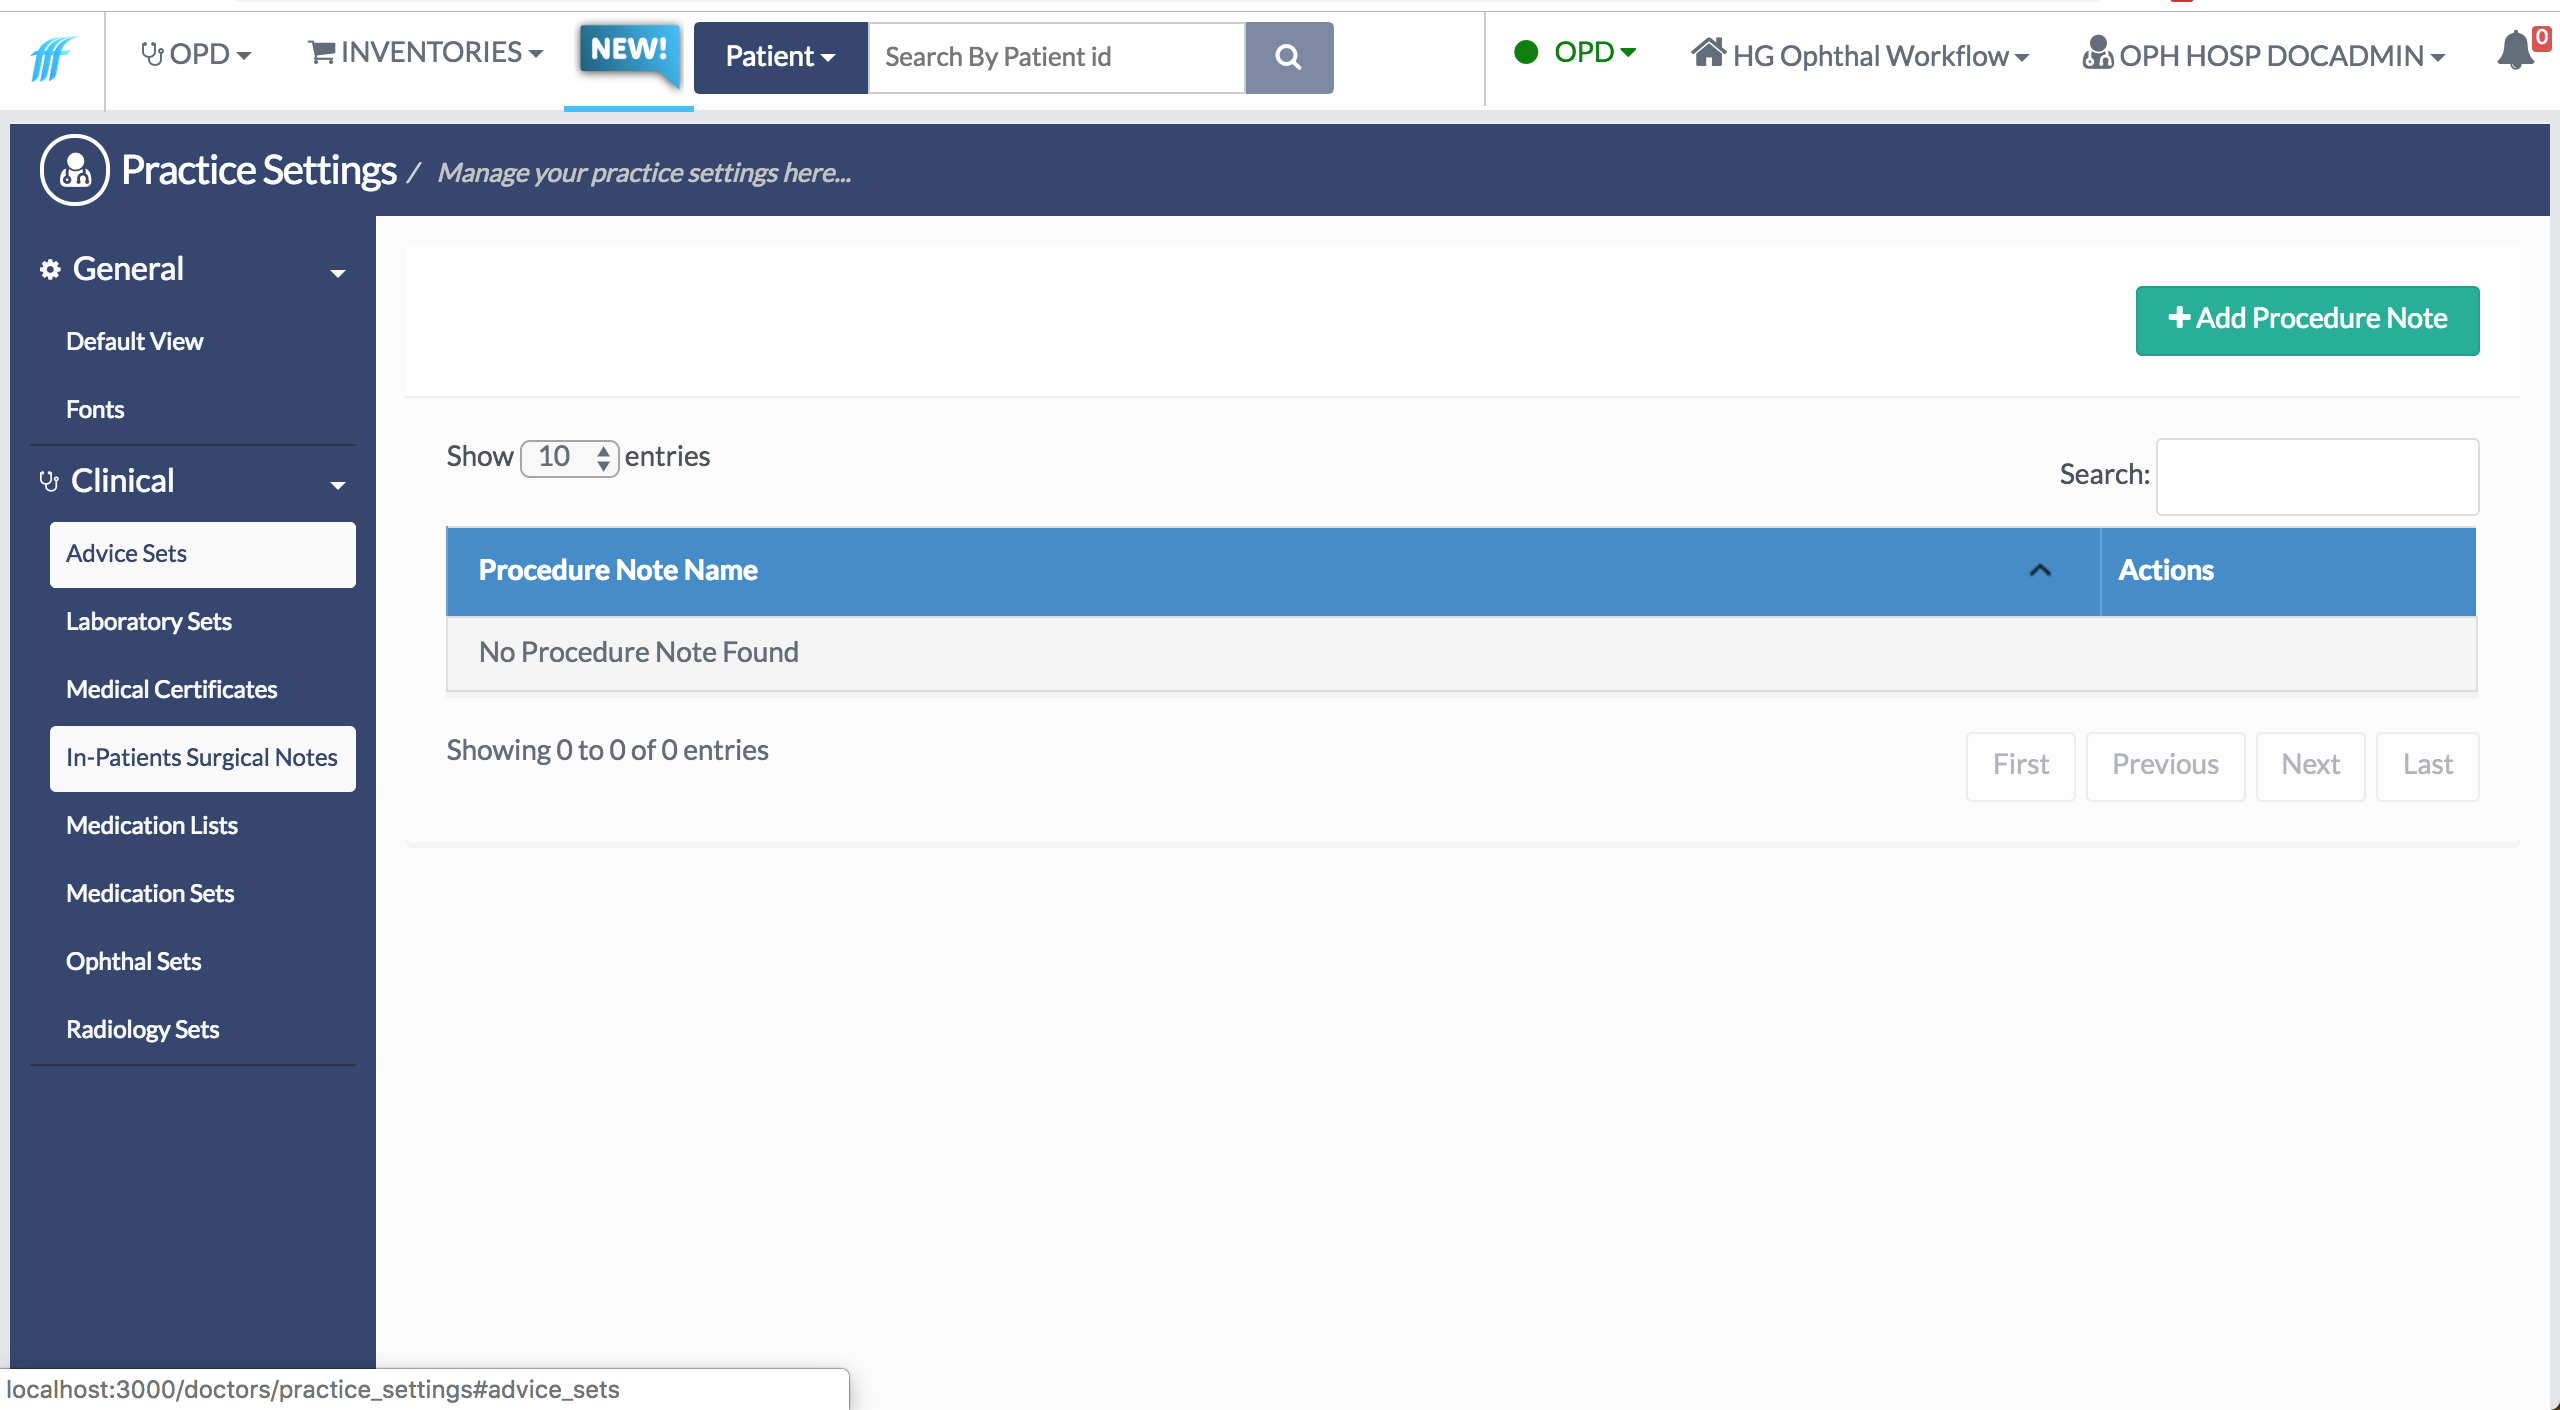 OPD
INVENTORIES
NEW!
Patient
Search By Patient id
OPD
HG Ophthal Workflow
OPH HOSP DOCADMIN
0
Practice Settings / Manage your practice settings here...
General
Default View
Fonts
Clinical
Advice Sets
Laboratory Sets
Medical Certificates
In-Patients Surgical Notes
Medication Lists
Medication Sets
Ophthal Sets
Radiology Sets
Add Procedure Note
Show 10 entries
Search:
Procedure Note Name
Actions
No Procedure Note Found
Showing 0 to 0 of 0 entries
First
Previous
Next
Last
localhost:3000/doctors/practice_settings#advice_sets